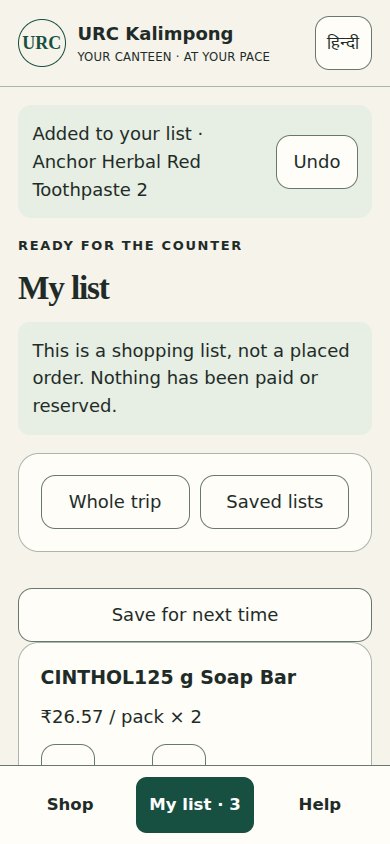 URC
URC Kalimpong
YOUR CANTEEN · AT YOUR PACE
हिन्दी
Added to your list ·
Anchor Herbal Red
Toothpaste 2
Undo
READY FOR THE COUNTER
My list
This is a shopping list, not a placed
order. Nothing has been paid or
reserved.
Whole trip
Saved lists
Save for next time
CINTHOL125 g Soap Bar
₹26.57 / pack × 2
Shop
My list · 3
Help